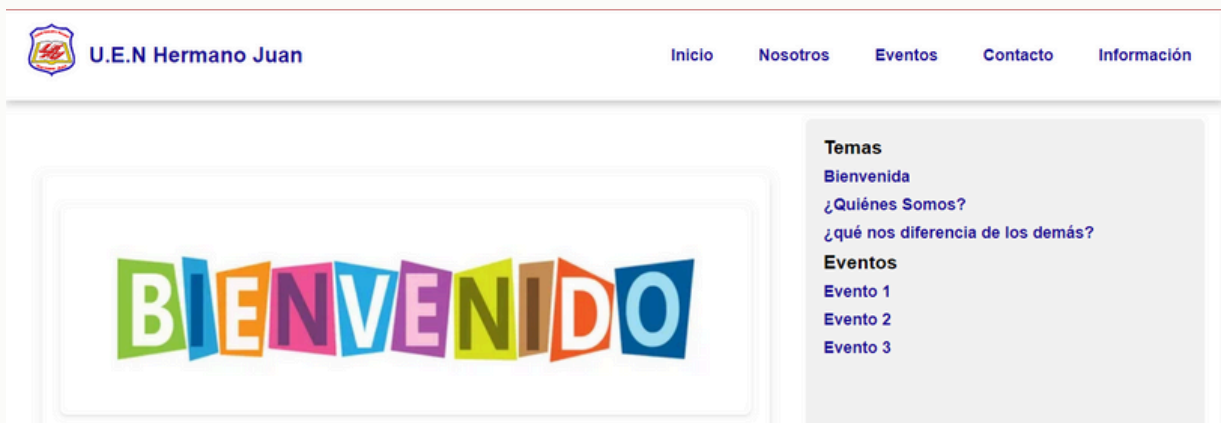 U.E.N Hermano Juan
Inicio Nosotros Eventos Contacto Información
BIENVENIDO
Temas
Bienvenida
¿Quiénes Somos?
¿qué nos diferencia de los demás?
Eventos
Evento 1
Evento 2
Evento 3